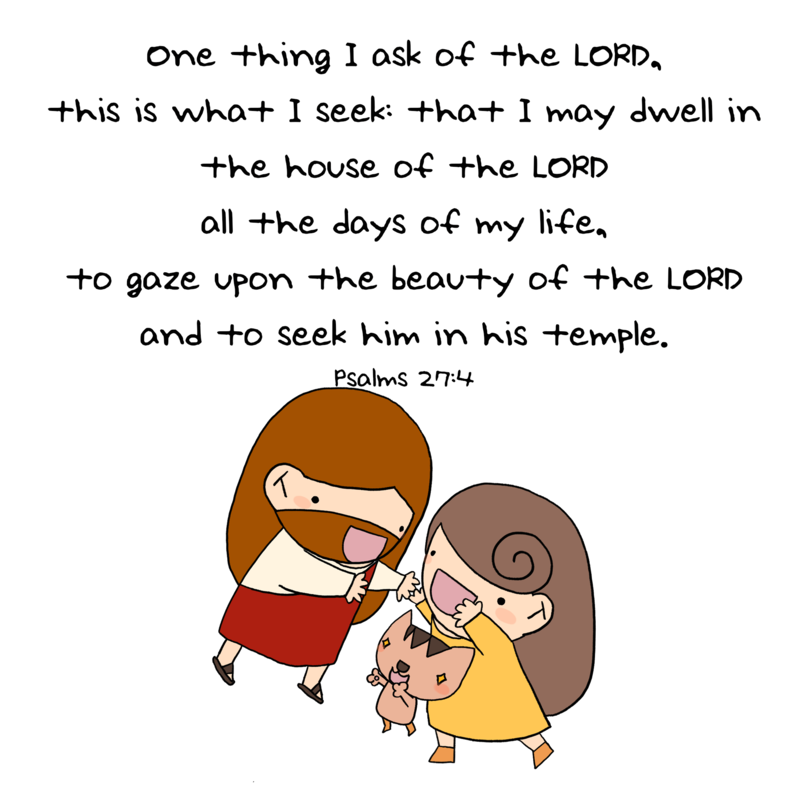 One thing I ask of the LORD,
this is what I seek: that I may dwell in
the house of the LORD
all the days of my life,
to gaze upon the beauty of the LORD
and to seek him in his temple.
Psalms 27:4